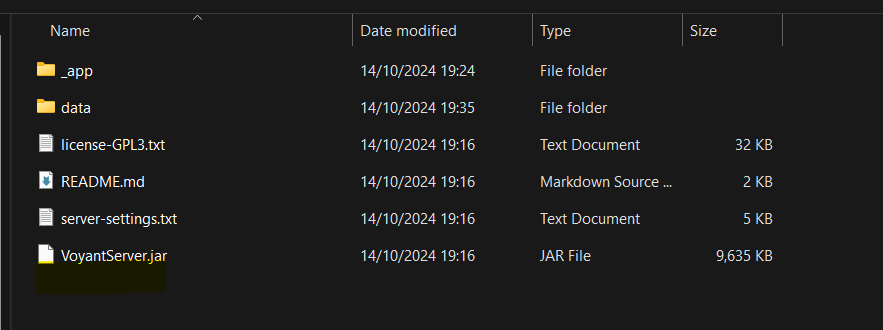 Name Date modified Type Size
_app 14/10/2024 19:24 File folder
data 14/10/2024 19:35 File folder
license-GPL3.txt 14/10/2024 19:16 Text Document 32 KB
README.md 14/10/2024 19:16 Markdown Source ... 2 KB
server-settings.txt 14/10/2024 19:16 Text Document 5 KB
VoyantServer.jar 14/10/2024 19:16 JAR File 9,635 KB